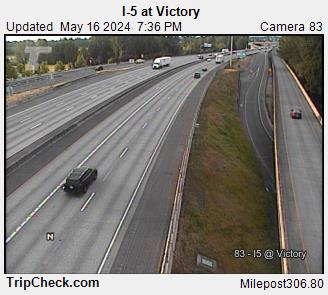 I-5 at Victory
Updated  May 16 2024  7:36 PM
Camera 83
N
83 - I5 @ Victory
TripCheck.com
Milepost306.80